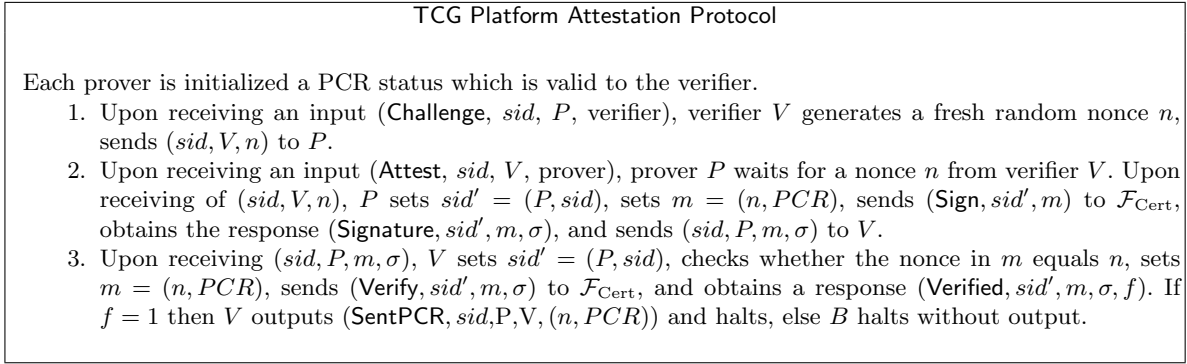 TCG Platform Attestation Protocol
Each prover is initialized a PCR status which is valid to the verifier.
1. Upon receiving an input (Challenge, sid, P, verifier), verifier V generates a fresh random nonce n,
sends (sid, V, n) to P.
2. Upon receiving an input (Attest, sid, V, prover), prover P waits for a nonce n from verifier V. Upon
receiving of (sid, V, n), P sets sid′ = (P, sid), sets m = (n, PCR), sends (Sign, sid′, m) to F_Cert,
obtains the response (Signature, sid′, m, σ), and sends (sid, P, m, σ) to V.
3. Upon receiving (sid, P, m, σ), V sets sid′ = (P, sid), checks whether the nonce in m equals n, sets
m = (n, PCR), sends (Verify, sid′, m, σ) to F_Cert, and obtains a response (Verified, sid′, m, σ, f). If
f = 1 then V outputs (SentPCR, sid,P,V, (n, PCR)) and halts, else B halts without output.